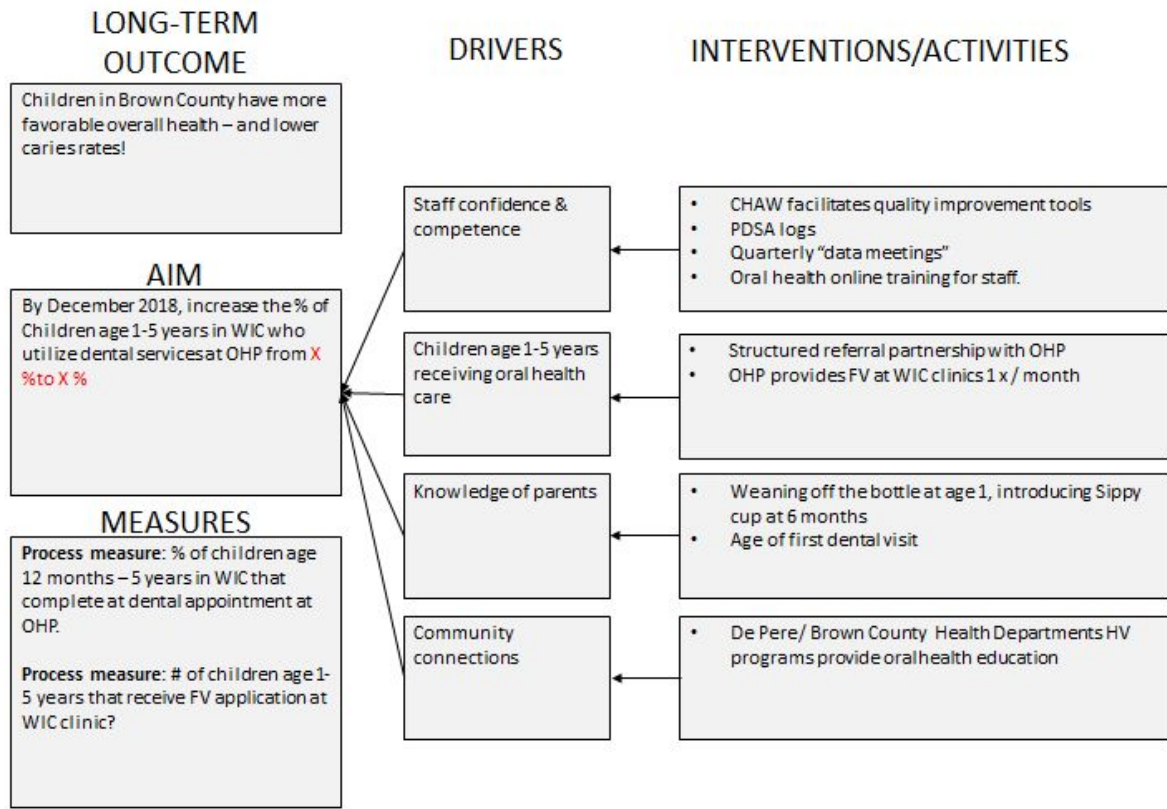 LONG-TERM
OUTCOME
Children in Brown County have more
favorable overall health – and lower
caries rates!
AIM
By December 2018, increase the % of
Children age 1-5 years in WIC who
utilize dental services at OHP from X
% to X %
MEASURES
Process measure: % of children age
12 months – 5 years in WIC that
complete at dental appointment at
OHP.
Process measure: # of children age 1-
5 years that receive FV application at
WIC clinic?
DRIVERS
Staff confidence &
competence
Children age 1-5 years
receiving oral health
care
Knowledge of parents
Community
connections
INTERVENTIONS/ACTIVITIES
• CHAW facilitates quality improvement tools
• PDSA logs
• Quarterly “data meetings”
• Oral health online training for staff.
• Structured referral partnership with OHP
• OHP provides FV at WIC clinics 1 x / month
• Weaning off the bottle at age 1, introducing Sippy
cup at 6 months
• Age of first dental visit
• De Pere/ Brown County Health Departments HV
programs provide oral health education